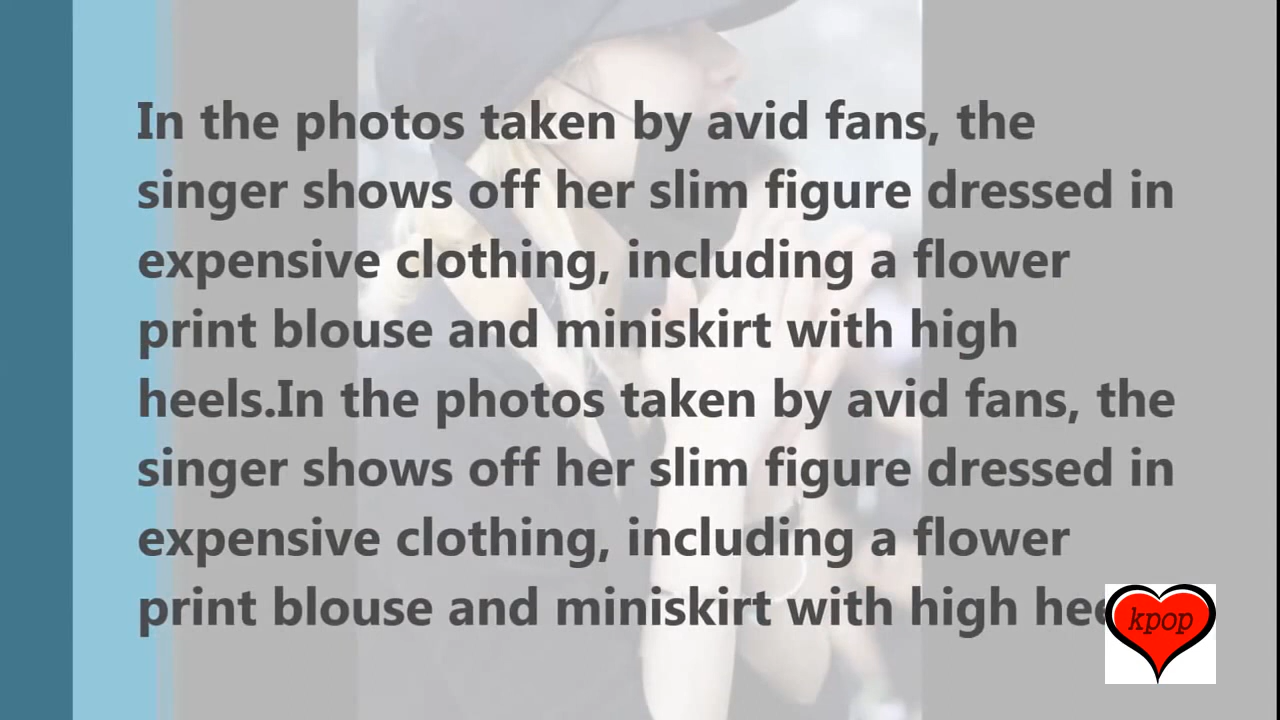 In the photos taken by avid fans, the
singer shows off her slim figure dressed in
expensive clothing, including a flower
print blouse and miniskirt with high
heels.In the photos taken by avid fans, the
singer shows off her slim figure dressed in
expensive clothing, including a flower
print blouse and miniskirt with high hee
kpop